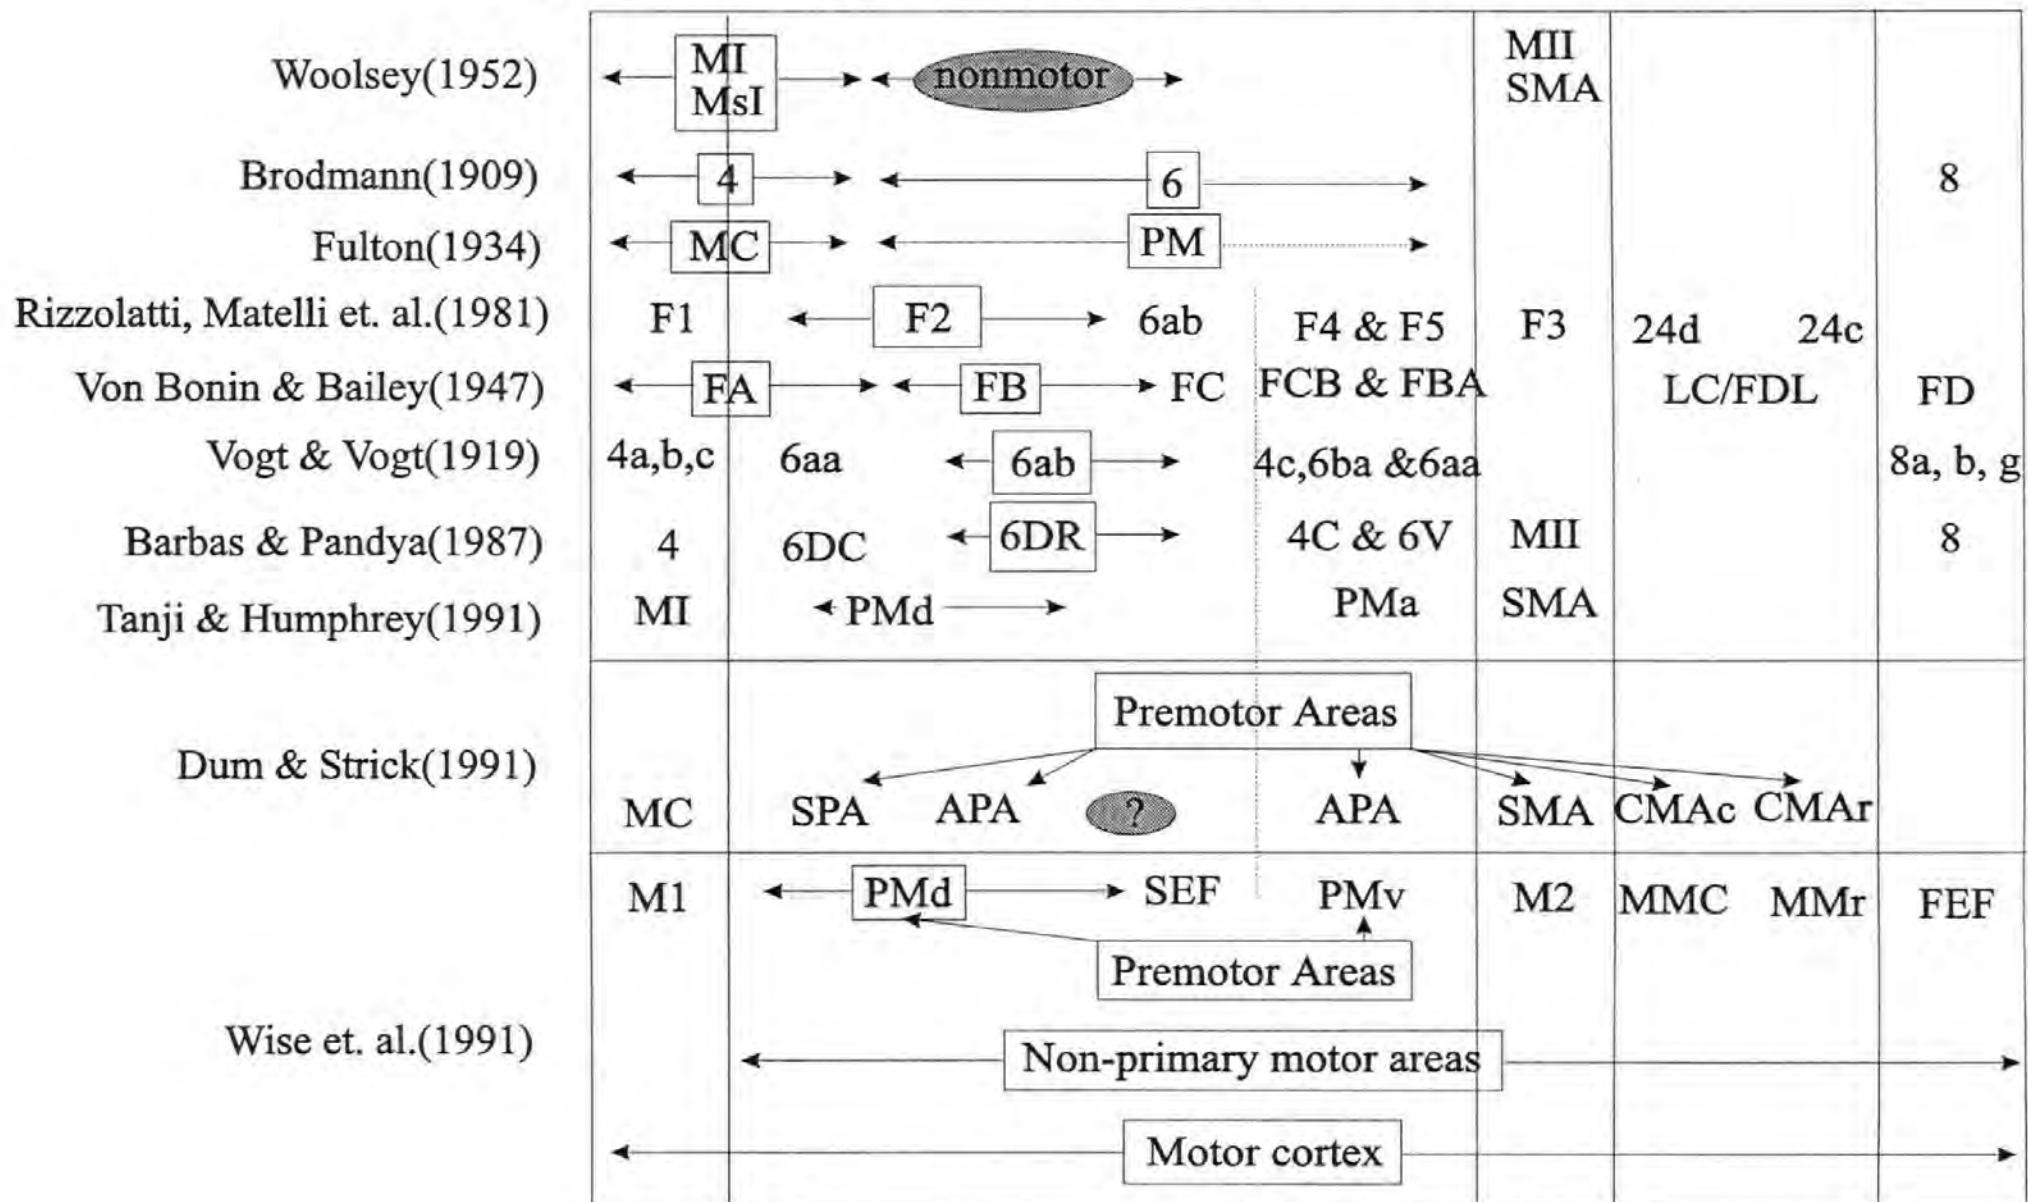 Woolsey(1952) MI nonmotor MII
MsI SMA
Brodmann(1909) 4 6 8
Fulton(1934) MC PM
Rizzolatti, Matelli et. al.(1981) F1 F2 6ab F4 & F5 F3 24d 24c
Von Bonin & Bailey(1947) FA FB FC FCB & FBA LC/FDL FD
Vogt & Vogt(1919) 4a,b,c 6aa 6ab 4c,6ba &6aa 8a, b, g
Barbas & Pandya(1987) 4 6DC 6DR 4C & 6V MII 8
Tanji & Humphrey(1991) MI PMd PMa SMA
Premotor Areas
Dum & Strick(1991)
MC SPA APA ? APA SMA CMAc CMAr
M1 PMd SEF PMv M2 MMC MMr FEF
Premotor Areas
Wise et. al.(1991)
Non-primary motor areas
Motor cortex